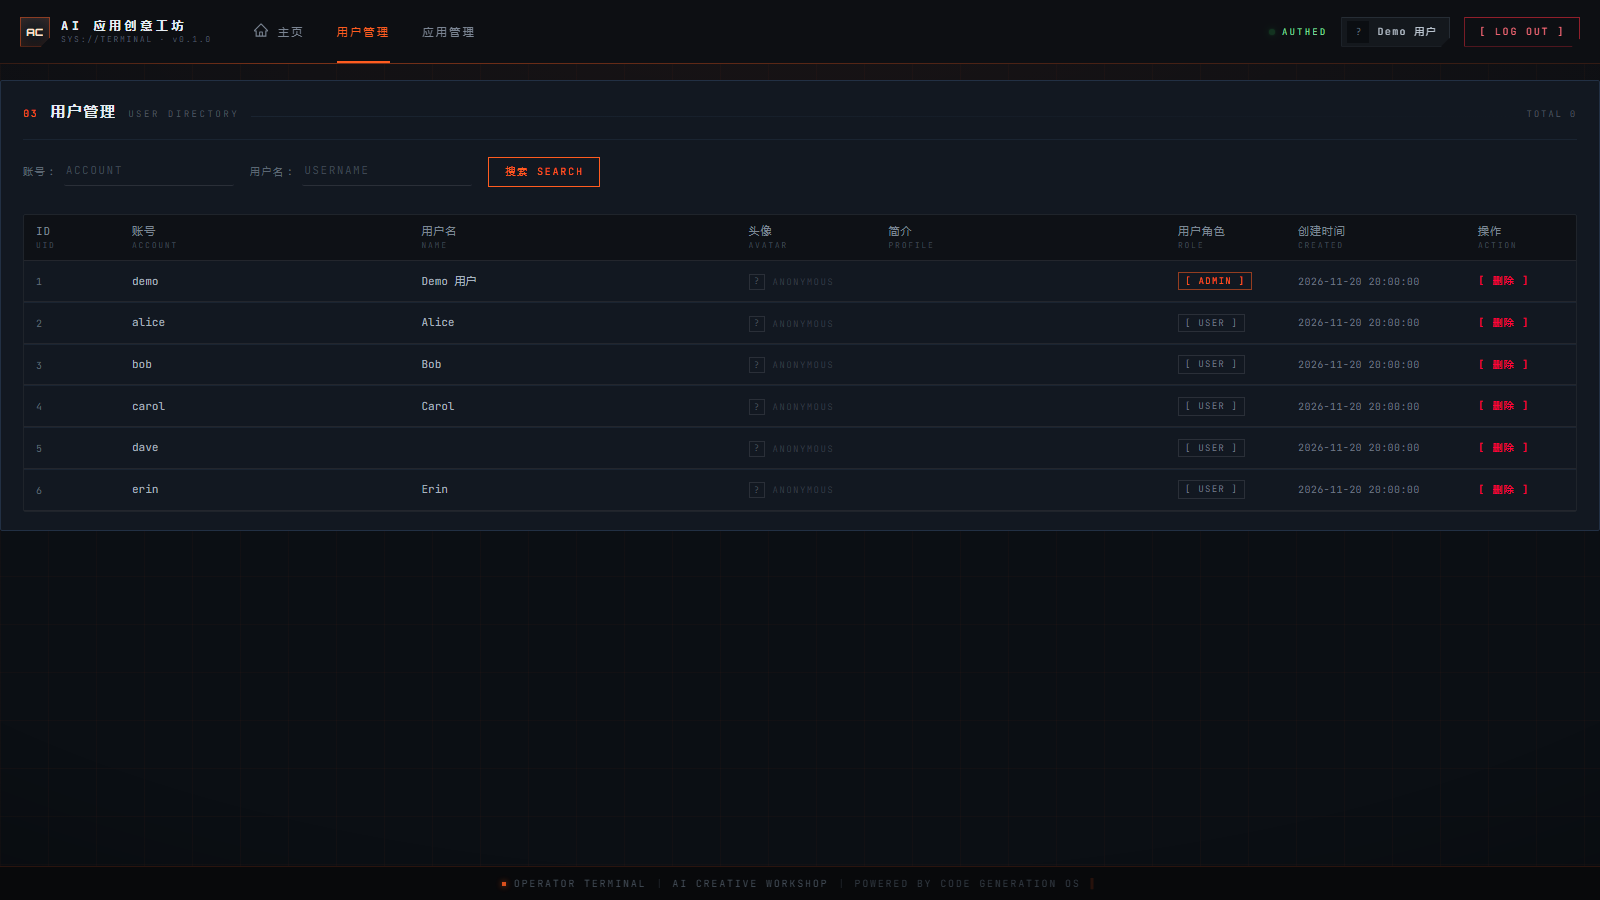 AC
AI 应用创意工坊
SYS://TERMINAL · v0.1.0
主页
用户管理
应用管理
AUTHED
? Demo 用户
[ LOG OUT ]
03 用户管理 USER DIRECTORY
TOTAL 0
账号： ACCOUNT
用户名： USERNAME
搜索 SEARCH
ID 账号 用户名 头像 简介 用户角色 创建时间 操作
UID ACCOUNT NAME AVATAR PROFILE ROLE CREATED ACTION
1 demo Demo 用户 ? ANONYMOUS [ ADMIN ] 2026-11-20 20:00:00 [ 删除 ]
2 alice Alice ? ANONYMOUS [ USER ] 2026-11-20 20:00:00 [ 删除 ]
3 bob Bob ? ANONYMOUS [ USER ] 2026-11-20 20:00:00 [ 删除 ]
4 carol Carol ? ANONYMOUS [ USER ] 2026-11-20 20:00:00 [ 删除 ]
5 dave ? ANONYMOUS [ USER ] 2026-11-20 20:00:00 [ 删除 ]
6 erin Erin ? ANONYMOUS [ USER ] 2026-11-20 20:00:00 [ 删除 ]
OPERATOR TERMINAL | AI CREATIVE WORKSHOP | POWERED BY CODE GENERATION OS